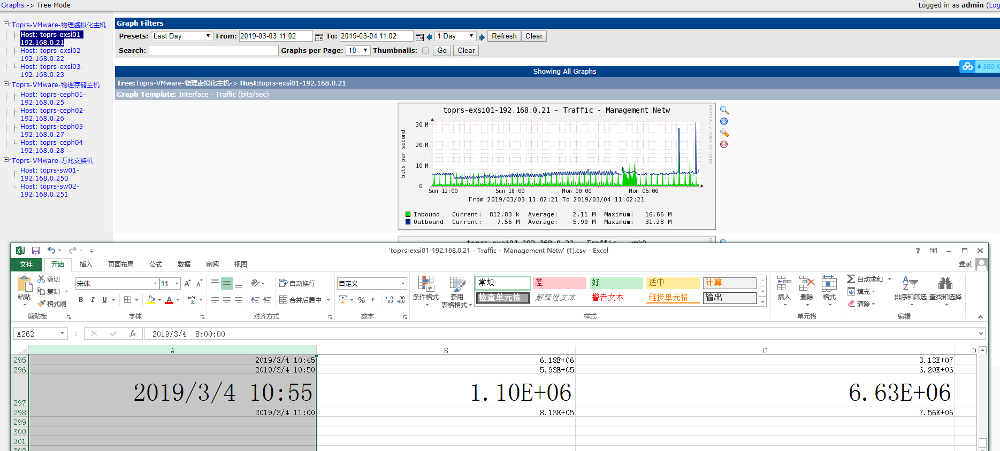 Graphs -> Tree Mode
Logged in as admin (Log
Toprs-VMware-物理虚拟化主机
Host: toprs-exsi01-
192.168.0.21
Host: toprs-exsi02-
192.168.0.22
Host: toprs-exsi03-
192.168.0.23
Toprs-VMware-物理存储主机
Host: toprs-ceph01-
192.168.0.25
Host: toprs-ceph02-
192.168.0.26
Host: toprs-ceph03-
192.168.0.27
Host: toprs-ceph04-
192.168.0.28
Toprs-VMware-万兆交换机
Host: toprs-sw01-
192.168.0.250
Host: toprs-sw02-
192.168.0.251
Graph Filters
Presets: Last Day From: 2019-03-03 11:02 To: 2019-03-04 11:02 1 Day Refresh Clear
Search: Graphs per Page: 10 Thumbnails: Go Clear
Showing All Graphs
360 K
Tree:Toprs-VMware-物理虚拟化主机-> Host:toprs-exsi01-192.168.0.21
Graph Template: Interface - Traffic (bits/sec)
toprs-exsi01-192.168.0.21 - Traffic - Management Netw
RRDTOOL / TOBI OETIKER
bits per second
30 M
20 M
10 M
0
Sun 12:00 Sun 18:00 Mon 00:00 Mon 06:00
From 2019/03/03 11:02:21 To 2019/03/04 11:02:21
Inbound Current: 812.83 k Average: 2.11 M Maximum: 16.66 M
Outbound Current: 7.56 M Average: 5.90 M Maximum: 31.28 M
toprs-exsi01-192.168.0.21 - Traffic - vmk0
'toprs-exsi01-192.168.0.21 - Traffic - Management Netw' (1).csv - Excel
文件 开始 插入 页面布局 公式 数据 审阅 视图 登录
粘贴 剪切 复制 格式刷 剪贴板
宋体 11 A A
B I U A wén 字体
自动换行
合并后居中 对齐方式
自定义
% , .0 .00 数字
条件格式 套用
表格格式
常规 差 好 适中 计算
检查单元格 解释性文本 警告文本 链接单元格 输出
样式
插入 删除 格式 单元格
自动求和
填充
清除
排序和筛选 查找和选择
编辑
A262 fx 2019/3/4 8:00:00
A B C D
295 2019/3/4 10:45 6.18E+06 3.13E+07
296 2019/3/4 10:50 5.93E+05 6.20E+06
297 2019/3/4 10:55 1.10E+06 6.63E+06
298 2019/3/4 11:00 8.13E+05 7.56E+06
299
300
301
302